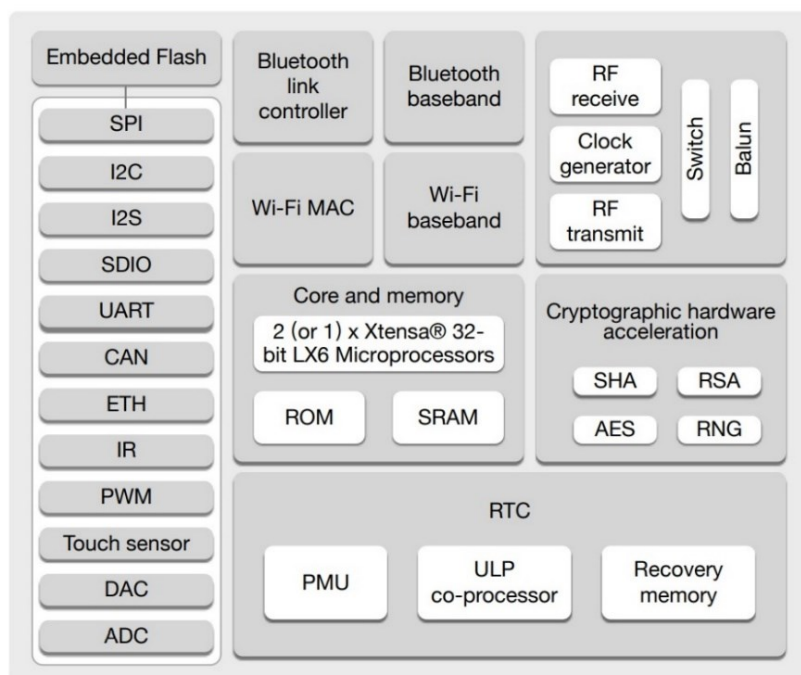 Embedded Flash
SPI
I2C
I2S
SDIO
UART
CAN
ETH
IR
PWM
Touch sensor
DAC
ADC
Bluetooth
link
controller
Bluetooth
baseband
Wi-Fi MAC
Wi-Fi
baseband
RF
receive
Clock
generator
RF
transmit
Switch
Balun
Core and memory
2 (or 1) x Xtensa® 32-
bit LX6 Microprocessors
ROM
SRAM
Cryptographic hardware
acceleration
SHA
RSA
AES
RNG
RTC
PMU
ULP
co-processor
Recovery
memory